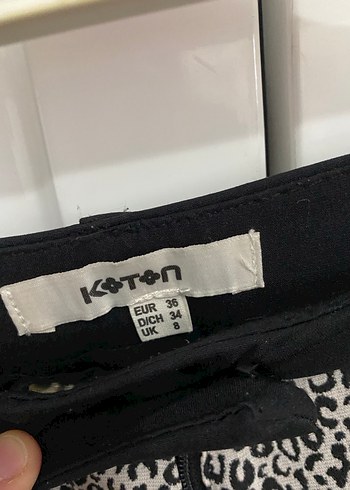 KOTON
EUR 36
D/CH 34
UK 8